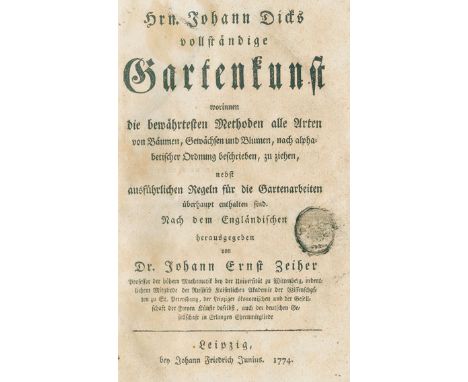 Hrn. Johann Dicks
vollständige
Gartenkunst
worinnen
die bewährtesten Methoden alle Arten
von Bäumen, Gewächsen und Blumen, nach alpha-
betischer Ordnung beschrieben, zu ziehen,
nebst
ausführlichen Regeln für die Gartenarbeiten
überhaupt enthalten sind.
Nach dem Engländischen
herausgegeben
von
Dr. Johann Ernst Zeiher
Professor der höhern Mathematik bey der Universität zu Wittenberg, ordent-
lichem Mitgliede der Rußisch Kaiserlichen Akademie der Wissenschaf-
ten zu St. Petersburg, der Leipziger ökonomischen und der Gesell-
schaft der freyen Künste daselbst, auch der deutschen Ge-
sellschaft in Erlangen Ehrenmitgliede
Leipzig,
bey Johann Friedrich Junius. 1774.